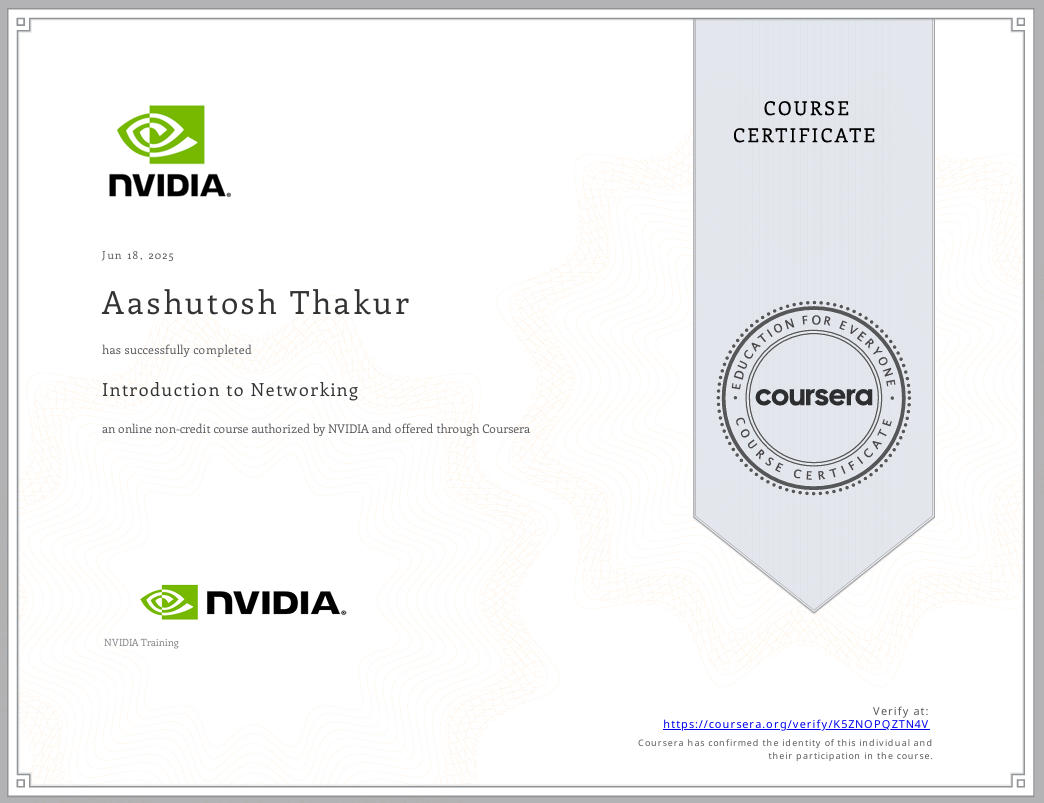 COURSE
CERTIFICATE
NVIDIA®
Jun 18, 2025
Aashutosh Thakur
has successfully completed
Introduction to Networking
an online non-credit course authorized by NVIDIA and offered through Coursera
EDUCATION FOR EVERYONE
coursera
COURSE CERTIFICATE
NVIDIA®
NVIDIA Training
Verify at:
https://coursera.org/verify/K5ZNOPQZTN4V
Coursera has confirmed the identity of this individual and
their participation in the course.